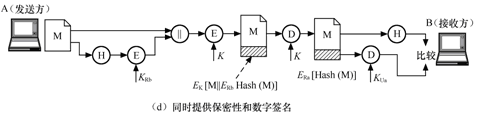 A(发送方)
B(接收方)
M
H
E
K_Rb
||
E
K
M
D
K
M
H
D
K_Ua
比较
E_K [M||E_Rb Hash (M)]
E_Ra [Hash (M)]
(d) 同时提供保密性和数字签名